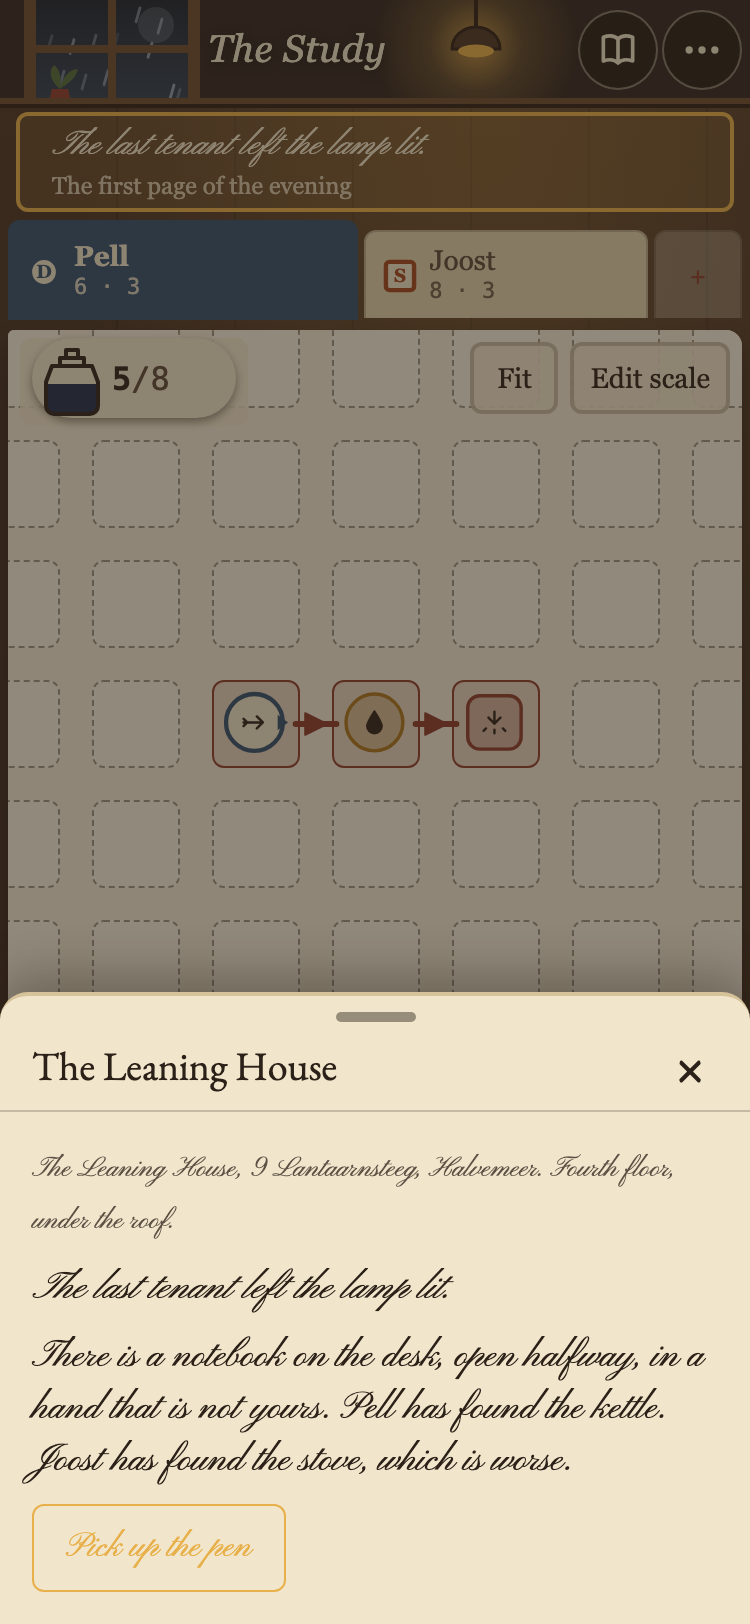 The Study
The last tenant left the lamp lit.
The first page of the evening
D Pell
6 · 3
S Joost
8 · 3
+
5/8
Fit
Edit scale
The Leaning House
The Leaning House, 9 Lantaarnsteeg, Halvemeer. Fourth floor,
under the roof.
The last tenant left the lamp lit.
There is a notebook on the desk, open halfway, in a
hand that is not yours. Pell has found the kettle.
Joost has found the stove, which is worse.
Pick up the pen